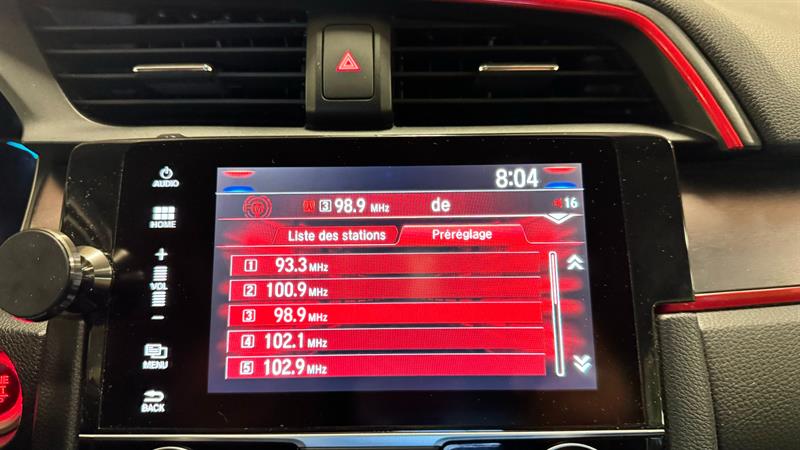 AUDIO
8:04
HOME
3 98.9 MHz de 16
Liste des stations Préréglage
VOL
1 93.3 MHz
2 100.9 MHz
3 98.9 MHz
4 102.1 MHz
5 102.9 MHz
MENU
BACK